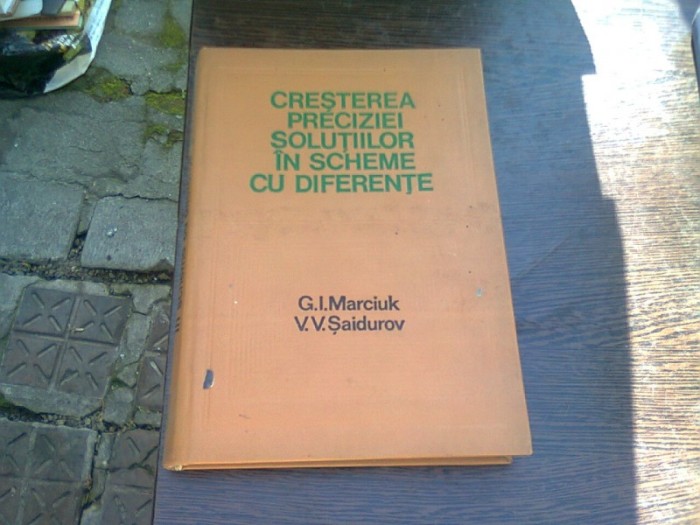 CREȘTEREA
PRECIZIEI
SOLUȚIILOR
ÎN SCHEME
CU DIFERENȚE
G.I.Marciuk
V.V.Șaidurov